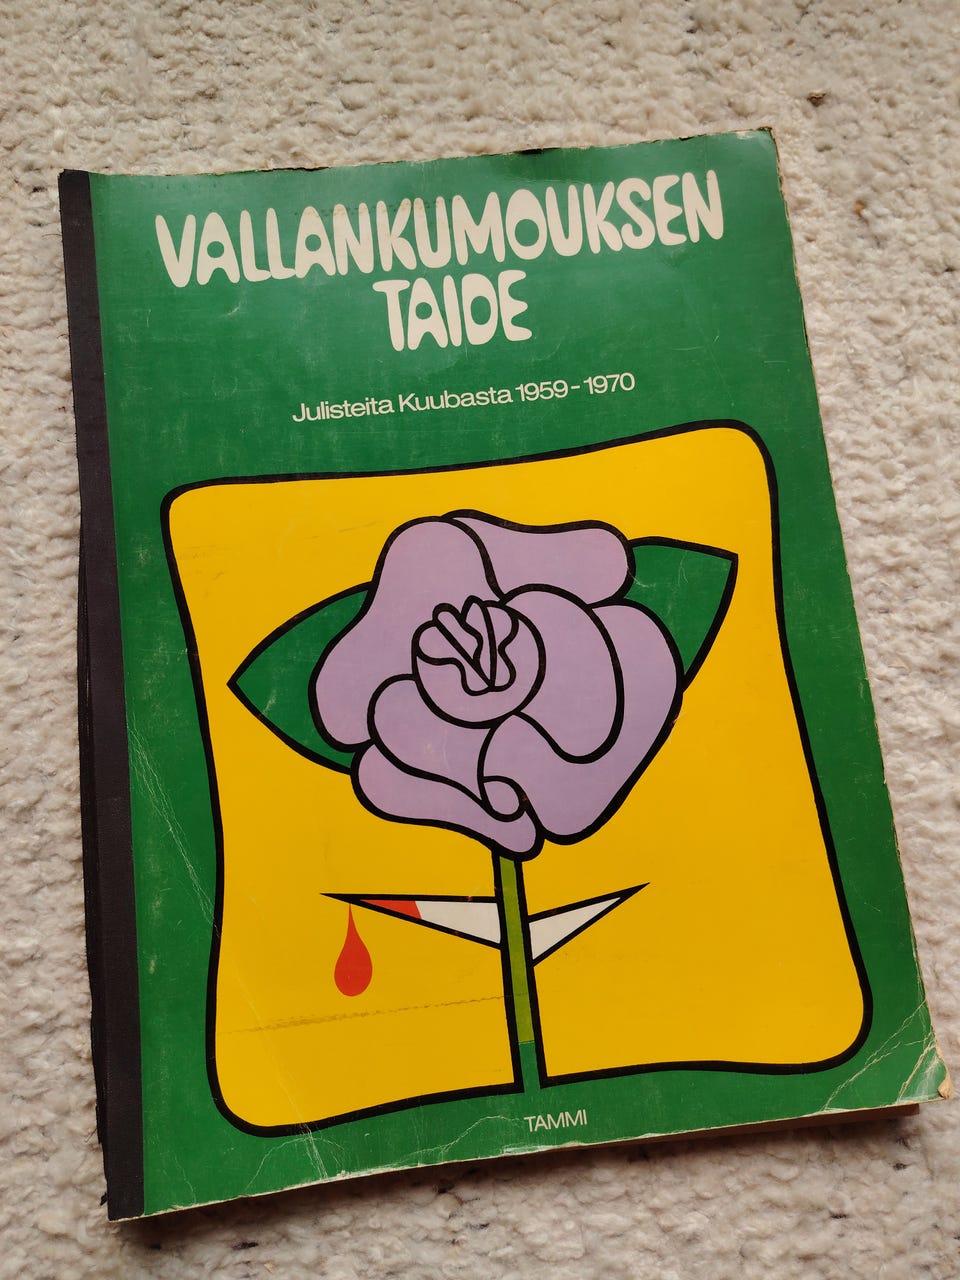 VALLANKUMOUKSEN
TAIDE
Julisteita Kuubasta 1959-1970
TAMMI